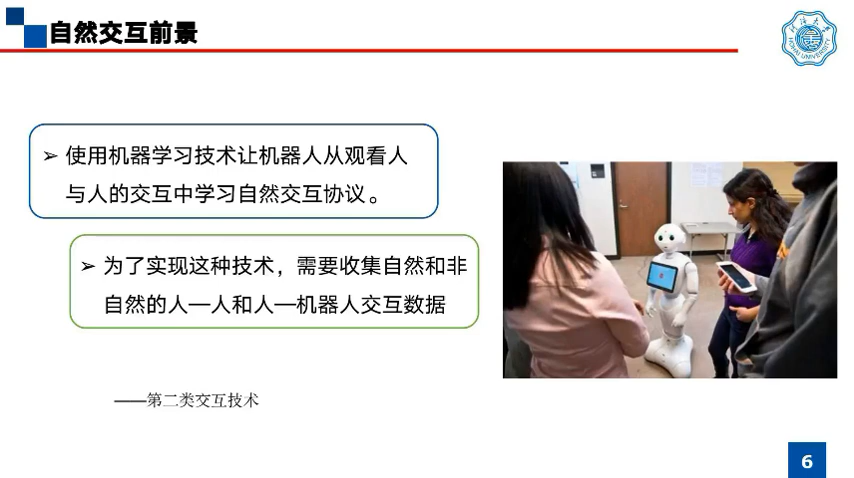 自然交互前景
➢ 使用机器学习技术让机器人从观看人
与人的交互中学习自然交互协议。
➢ 为了实现这种技术，需要收集自然和非
自然的人—人和人—机器人交互数据
——第二类交互技术
HOHAI UNIVERSITY
6